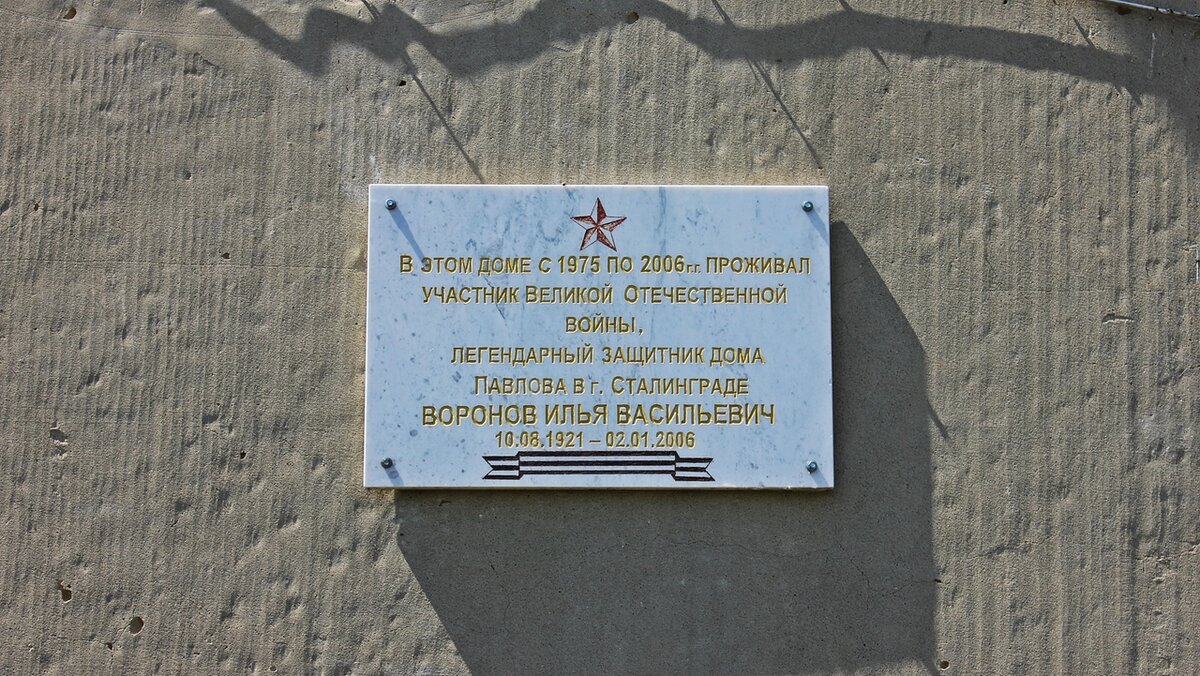 В ЭТОМ ДОМЕ С 1975 ПО 2006г.г. ПРОЖИВАЛ
УЧАСТНИК ВЕЛИКОЙ ОТЕЧЕСТВЕННОЙ
ВОЙНЫ,
ЛЕГЕНДАРНЫЙ ЗАЩИТНИК ДОМА
ПАВЛОВА В Г. СТАЛИНГРАДЕ
ВОРОНОВ ИЛЬЯ ВАСИЛЬЕВИЧ
10.08.1921 – 02.01.2006